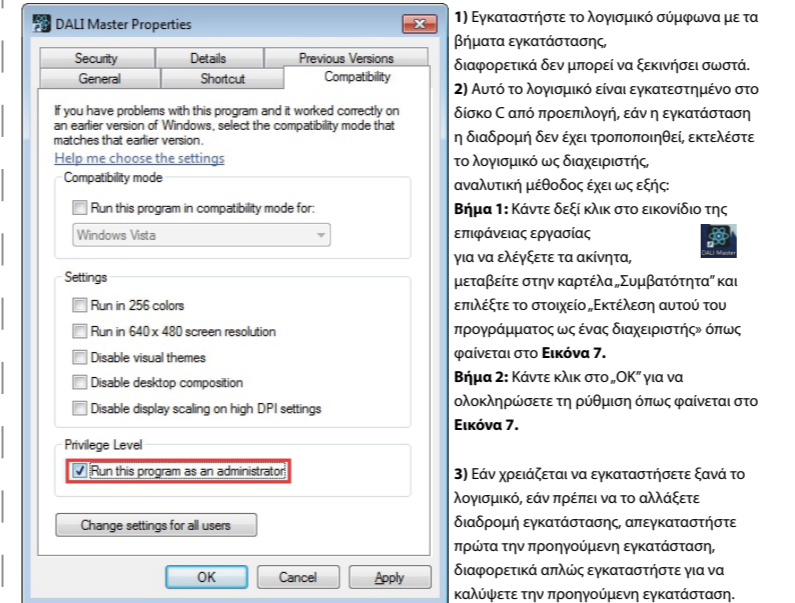 DALI Master Properties
Security Details Previous Versions
General Shortcut Compatibility
If you have problems with this program and it worked correctly on
an earlier version of Windows, select the compatibility mode that
matches that earlier version.
Help me choose the settings
Compatibility mode
Run this program in compatibility mode for:
Windows Vista
Settings
Run in 256 colors
Run in 640 x 480 screen resolution
Disable visual themes
Disable desktop composition
Disable display scaling on high DPI settings
Privilege Level
Run this program as an administrator
Change settings for all users
OK Cancel Apply
1) Εγκαταστήστε το λογισμικό σύμφωνα με τα
βήματα εγκατάστασης,
διαφορετικά δεν μπορεί να ξεκινήσει σωστά.
2) Αυτό το λογισμικό είναι εγκατεστημένο στο
δίσκο C από προεπιλογή, εάν η εγκατάσταση
η διαδρομή δεν έχει τροποποιηθεί, εκτελέστε
το λογισμικό ως διαχειριστής,
αναλυτική μέθοδος έχει ως εξής:
Βήμα 1: Κάντε δεξί κλικ στο εικονίδιο της
επιφάνειας εργασίας
DALI Master
για να ελέγξετε τα ακίνητα,
μεταβείτε στην καρτέλα „Συμβατότητα” και
επιλέξτε το στοιχείο „Εκτέλεση αυτού του
προγράμματος ως ένας διαχειριστής» όπως
φαίνεται στο Εικόνα 7.
Βήμα 2: Κάντε κλικ στο „OK” για να
ολοκληρώσετε τη ρύθμιση όπως φαίνεται στο
Εικόνα 7.
3) Εάν χρειάζεται να εγκαταστήσετε ξανά το
λογισμικό, εάν πρέπει να το αλλάξετε
διαδρομή εγκατάστασης, απεγκαταστήστε
πρώτα την προηγούμενη εγκατάσταση,
διαφορετικά απλώς εγκαταστήστε για να
καλύψετε την προηγούμενη εγκατάσταση.